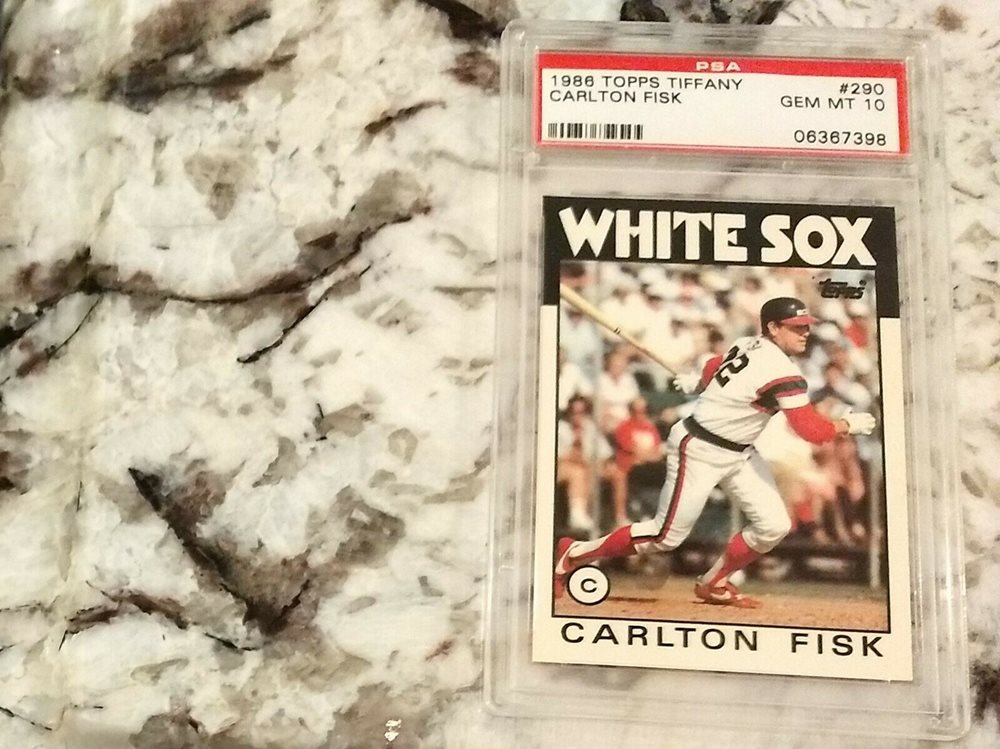 PSA
1986 TOPPS TIFFANY #290
CARLTON FISK GEM MT 10
06367398
WHITE SOX
TOPPS
72
C
CARLTON FISK